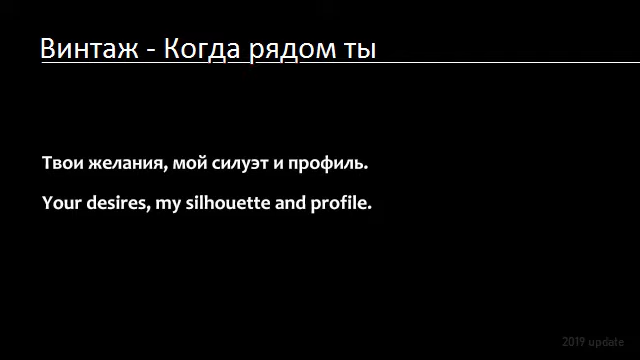 Винтаж - Когда рядом ты
Твои желания, мой силуэт и профиль.
Your desires, my silhouette and profile.
2019 update